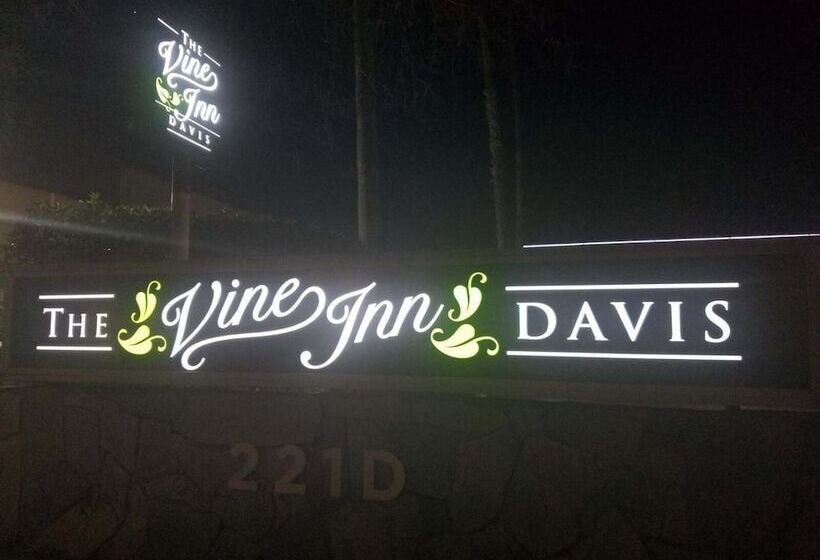 THE
Vine
Inn
DAVIS
THE Vine Inn DAVIS
221D